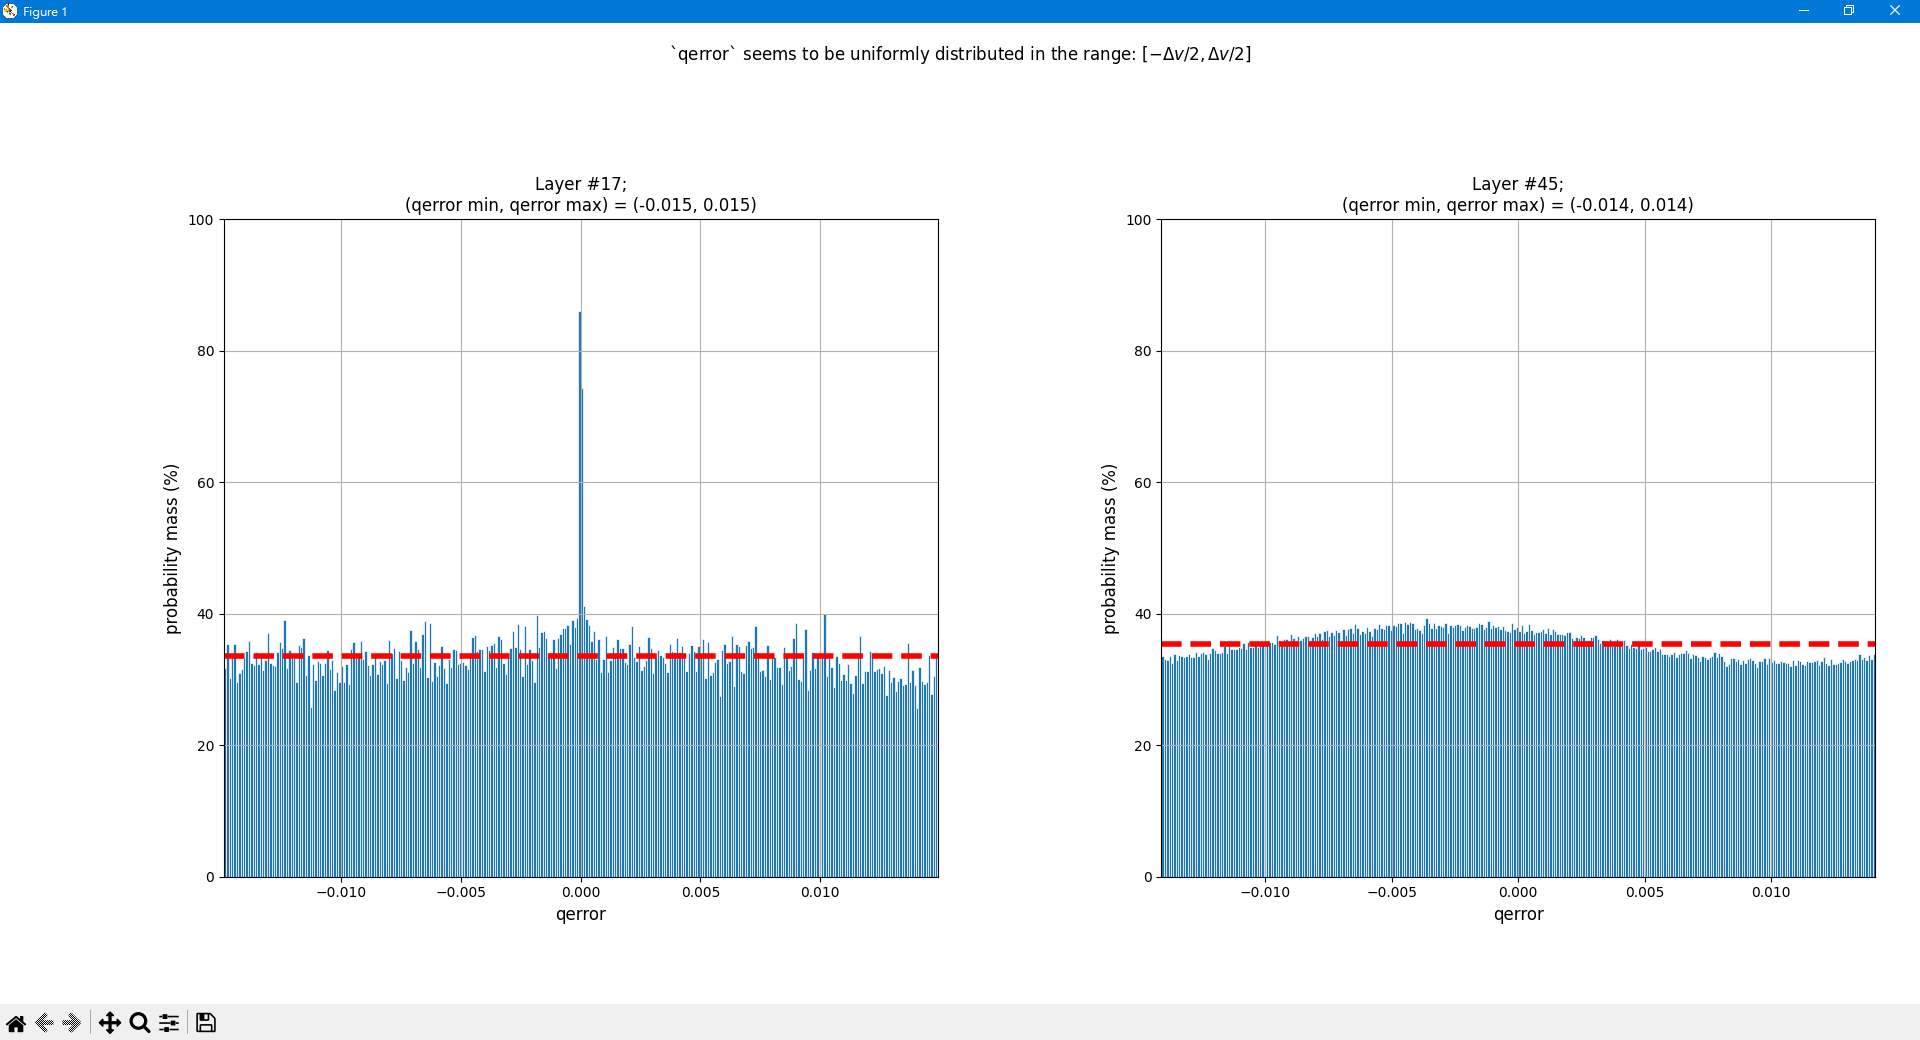 Figure 1
`qerror` seems to be uniformly distributed in the range: [−Δv/2, Δv/2]
Layer #17;
(qerror min, qerror max) = (-0.015, 0.015)
100
80
60
40
20
0
probability mass (%)
−0.010
−0.005
0.000
0.005
0.010
qerror
Layer #45;
(qerror min, qerror max) = (-0.014, 0.014)
100
80
60
40
20
0
probability mass (%)
−0.010
−0.005
0.000
0.005
0.010
qerror